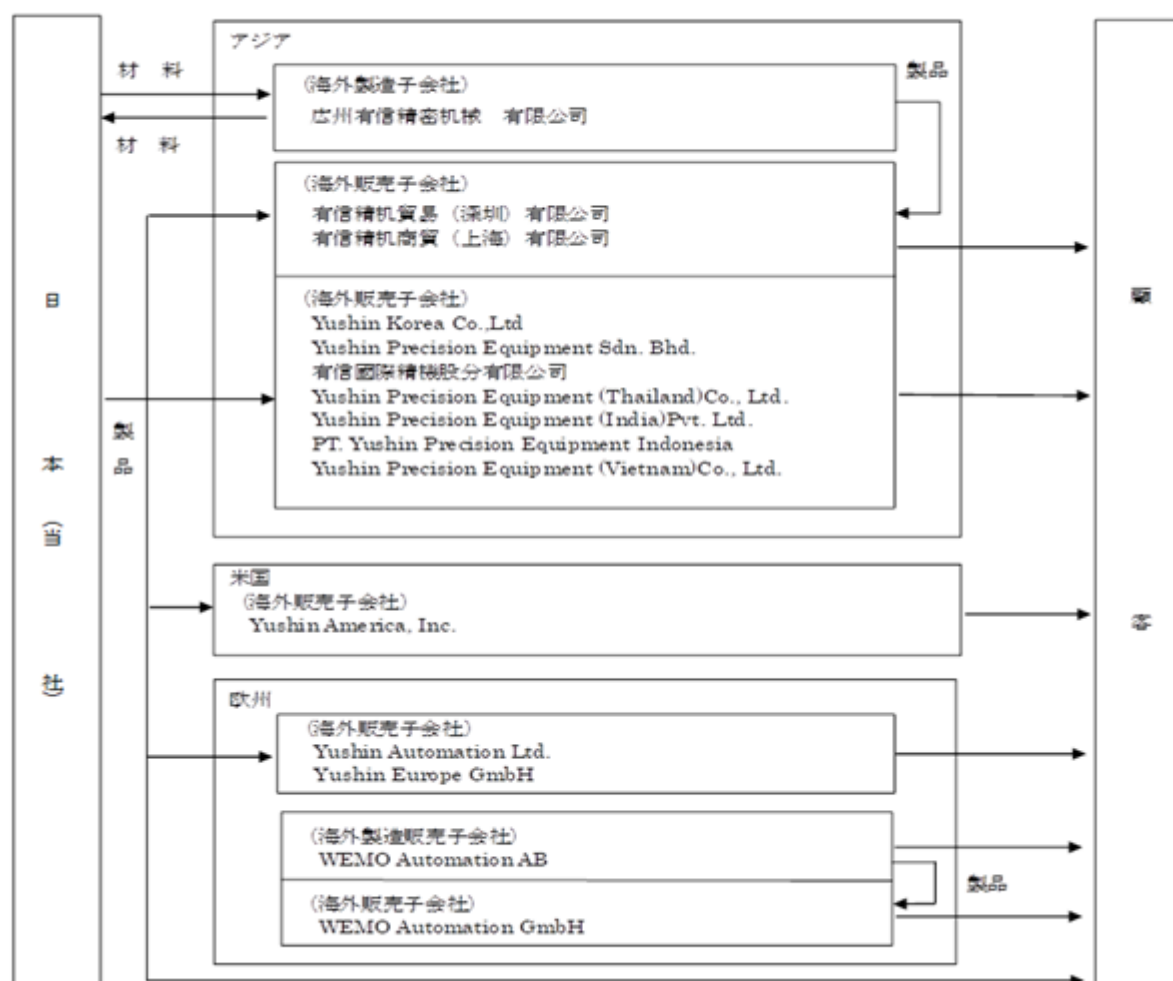 アジア
材 料
(海外製造子会社)
広州有信精密机械 有限公司
製品
材 料
(海外販売子会社)
有信精机貿易(深圳)有限公司
有信精机商貿(上海)有限公司
(海外販売子会社)
Yushin Korea Co.,Ltd
Yushin Precision Equipment Sdn. Bhd.
有信國際精機股分有限公司
Yushin Precision Equipment (Thailand)Co., Ltd.
Yushin Precision Equipment (India)Pvt. Ltd.
PT. Yushin Precision Equipment Indonesia
Yushin Precision Equipment (Vietnam)Co., Ltd.
製品
日本(当社)
顧客
米国
(海外販売子会社)
Yushin America, Inc.
欧州
(海外販売子会社)
Yushin Automation Ltd.
Yushin Europe GmbH
(海外製造販売子会社)
WEMO Automation AB
製品
(海外販売子会社)
WEMO Automation GmbH